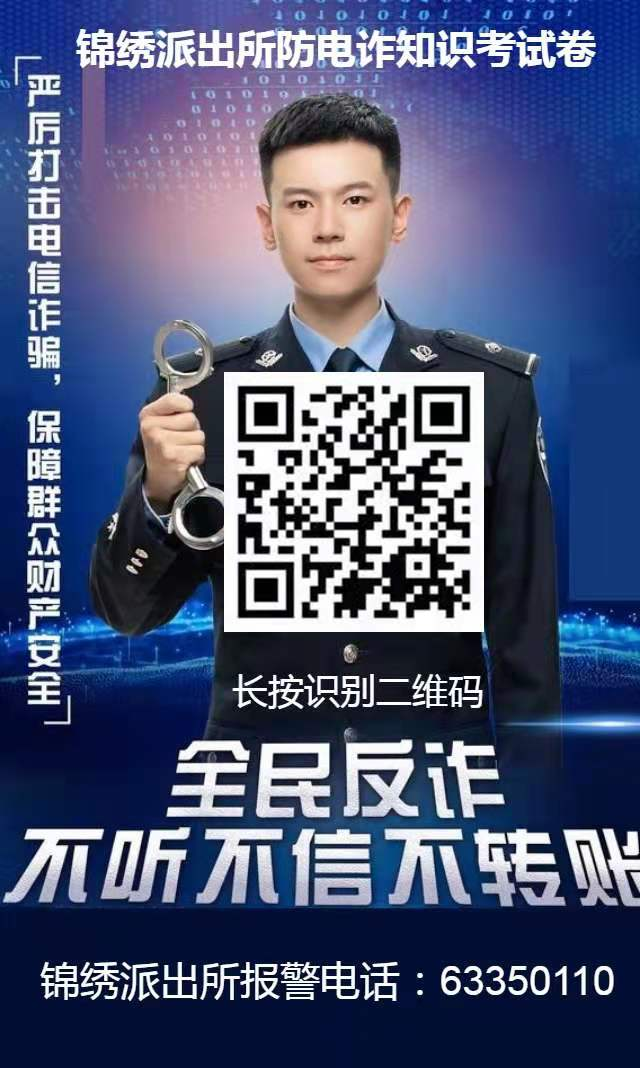 锦绣派出所防电诈知识考试卷
严厉打击电信诈骗，保障群众财产安全
长按识别二维码
全民反诈
不听不信不转账
锦绣派出所报警电话：63350110